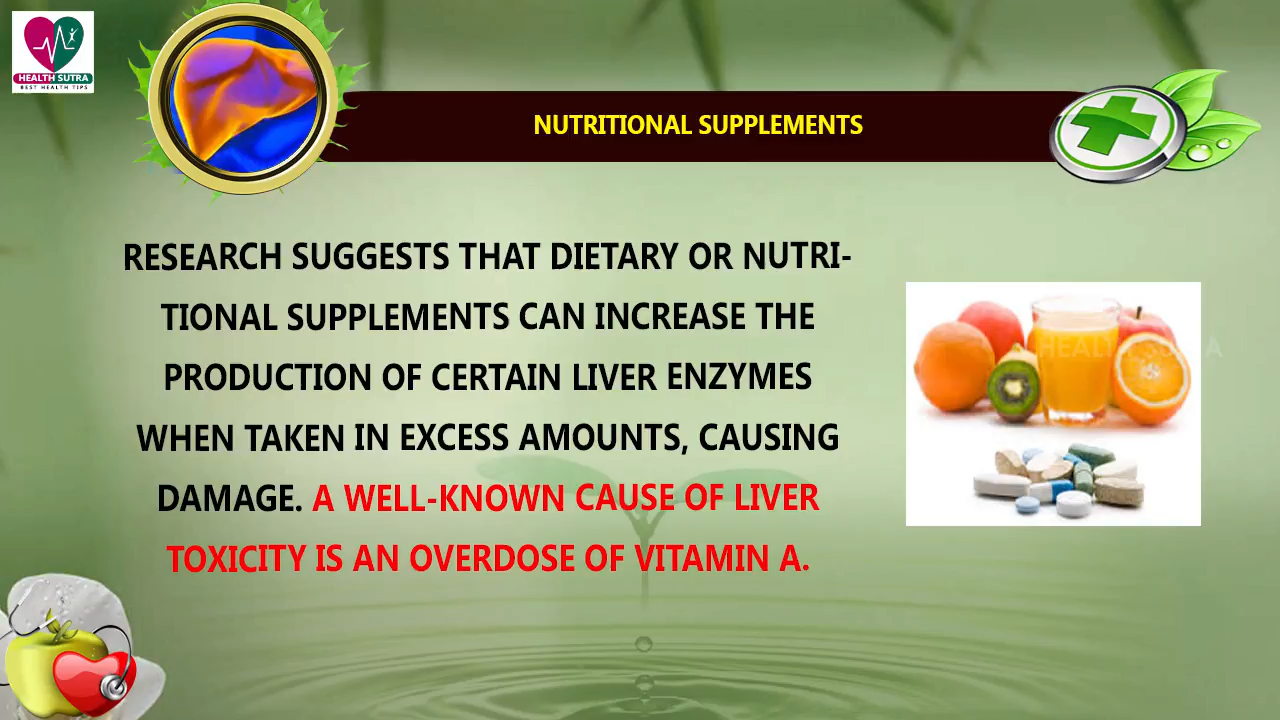 HEALTH SUTRA
BEST HEALTH TIPS
NUTRITIONAL SUPPLEMENTS
RESEARCH SUGGESTS THAT DIETARY OR NUTRI-
TIONAL SUPPLEMENTS CAN INCREASE THE
PRODUCTION OF CERTAIN LIVER ENZYMES
WHEN TAKEN IN EXCESS AMOUNTS, CAUSING
DAMAGE. A WELL-KNOWN CAUSE OF LIVER
TOXICITY IS AN OVERDOSE OF VITAMIN A.
HEALTH SUTRA